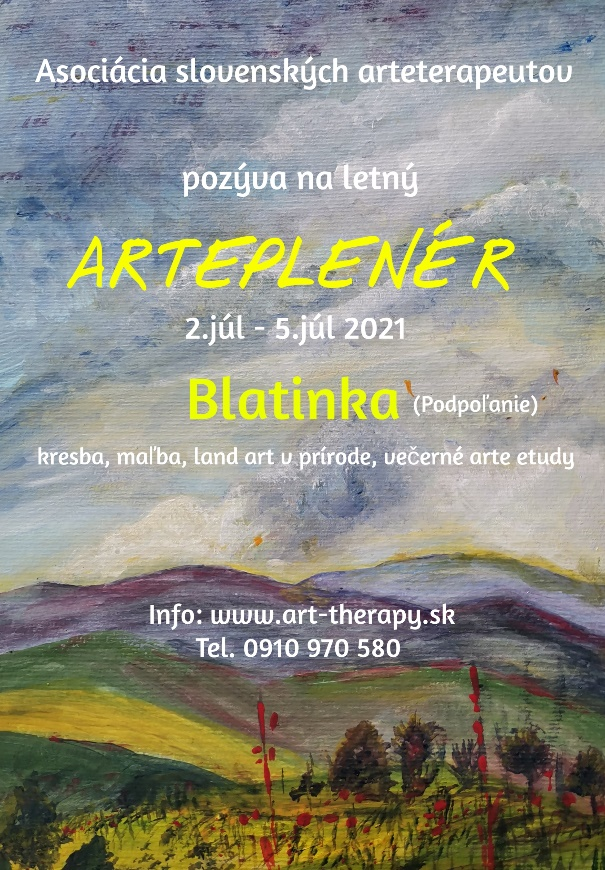 Asociácia slovenských arteterapeutov
pozýva na letný
ARTEPLENÉR
2.júl - 5.júl 2021
Blatinka (Podpoľanie)
kresba, maľba, land art v prírode, večerné arte etudy
Info: www.art-therapy.sk
Tel. 0910 970 580